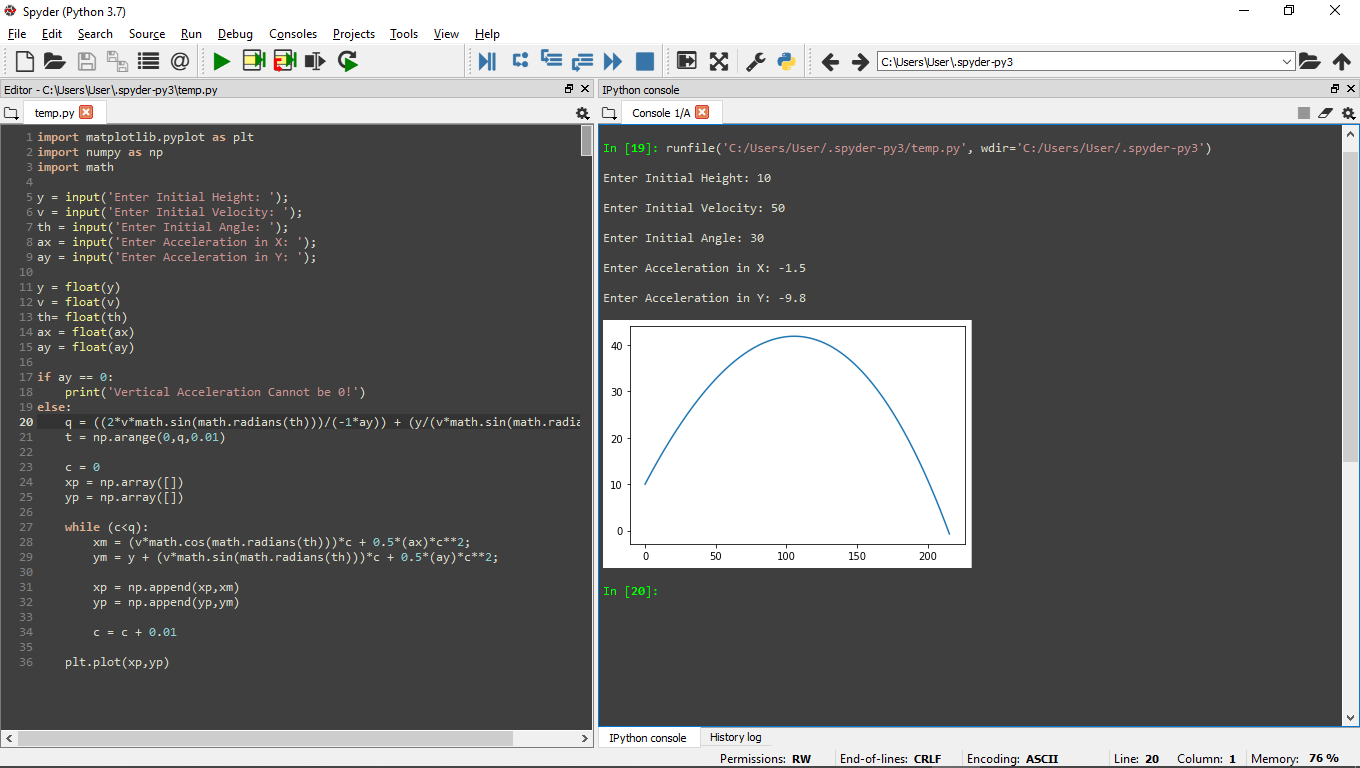 Spyder (Python 3.7)
File Edit Search Source Run Debug Consoles Projects Tools View Help
C:\Users\User\.spyder-py3
Editor - C:\Users\User\.spyder-py3\temp.py
temp.py
1 import matplotlib.pyplot as plt
2 import numpy as np
3 import math
4
5 y = input('Enter Initial Height: ');
6 v = input('Enter Initial Velocity: ');
7 th = input('Enter Initial Angle: ');
8 ax = input('Enter Acceleration in X: ');
9 ay = input('Enter Acceleration in Y: ');
10
11 y = float(y)
12 v = float(v)
13 th= float(th)
14 ax = float(ax)
15 ay = float(ay)
16
17 if ay == 0:
18     print('Vertical Acceleration Cannot be 0!')
19 else:
20     q = ((2*v*math.sin(math.radians(th)))/(-1*ay)) + (y/(v*math.sin(math.radia
21     t = np.arange(0,q,0.01)
22
23     c = 0
24     xp = np.array([])
25     yp = np.array([])
26
27     while (c<q):
28         xm = (v*math.cos(math.radians(th)))*c + 0.5*(ax)*c**2;
29         ym = y + (v*math.sin(math.radians(th)))*c + 0.5*(ay)*c**2;
30
31         xp = np.append(xp,xm)
32         yp = np.append(yp,ym)
33
34         c = c + 0.01
35
36     plt.plot(xp,yp)
IPython console
Console 1/A
In [19]: runfile('C:/Users/User/.spyder-py3/temp.py', wdir='C:/Users/User/.spyder-py3')
Enter Initial Height: 10
Enter Initial Velocity: 50
Enter Initial Angle: 30
Enter Acceleration in X: -1.5
Enter Acceleration in Y: -9.8
40
30
20
10
0
0 50 100 150 200
In [20]:
IPython console History log
Permissions: RW End-of-lines: CRLF Encoding: ASCII Line: 20 Column: 1 Memory: 76 %